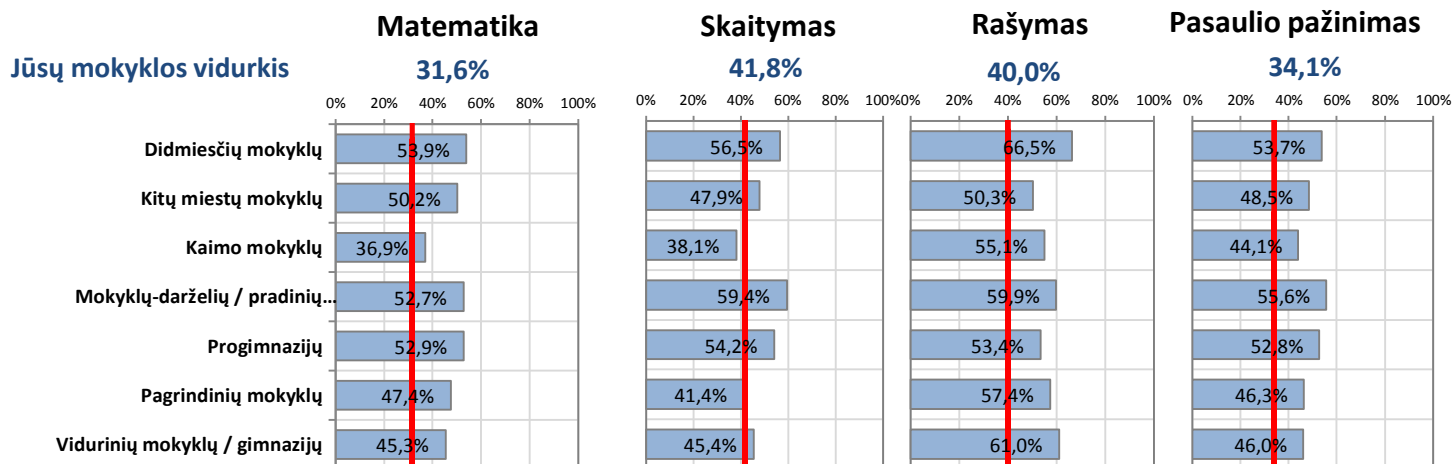 Matematika Skaitymas Rašymas Pasaulio pažinimas
Jūsų mokyklos vidurkis 31,6% 41,8% 40,0% 34,1%
0% 20% 40% 60% 80% 100% 0% 20% 40% 60% 80% 100% 0% 20% 40% 60% 80% 100% 0% 20% 40% 60% 80% 100%
Didmiesčių mokyklų 53,9% 56,5% 66,5% 53,7%
Kitų miestų mokyklų 50,2% 47,9% 50,3% 48,5%
Kaimo mokyklų 36,9% 38,1% 55,1% 44,1%
Mokyklų-darželių / pradinių... 52,7% 59,4% 59,9% 55,6%
Progimnazijų 52,9% 54,2% 53,4% 52,8%
Pagrindinių mokyklų 47,4% 41,4% 57,4% 46,3%
Vidurinių mokyklų / gimnazijų 45,3% 45,4% 61,0% 46,0%